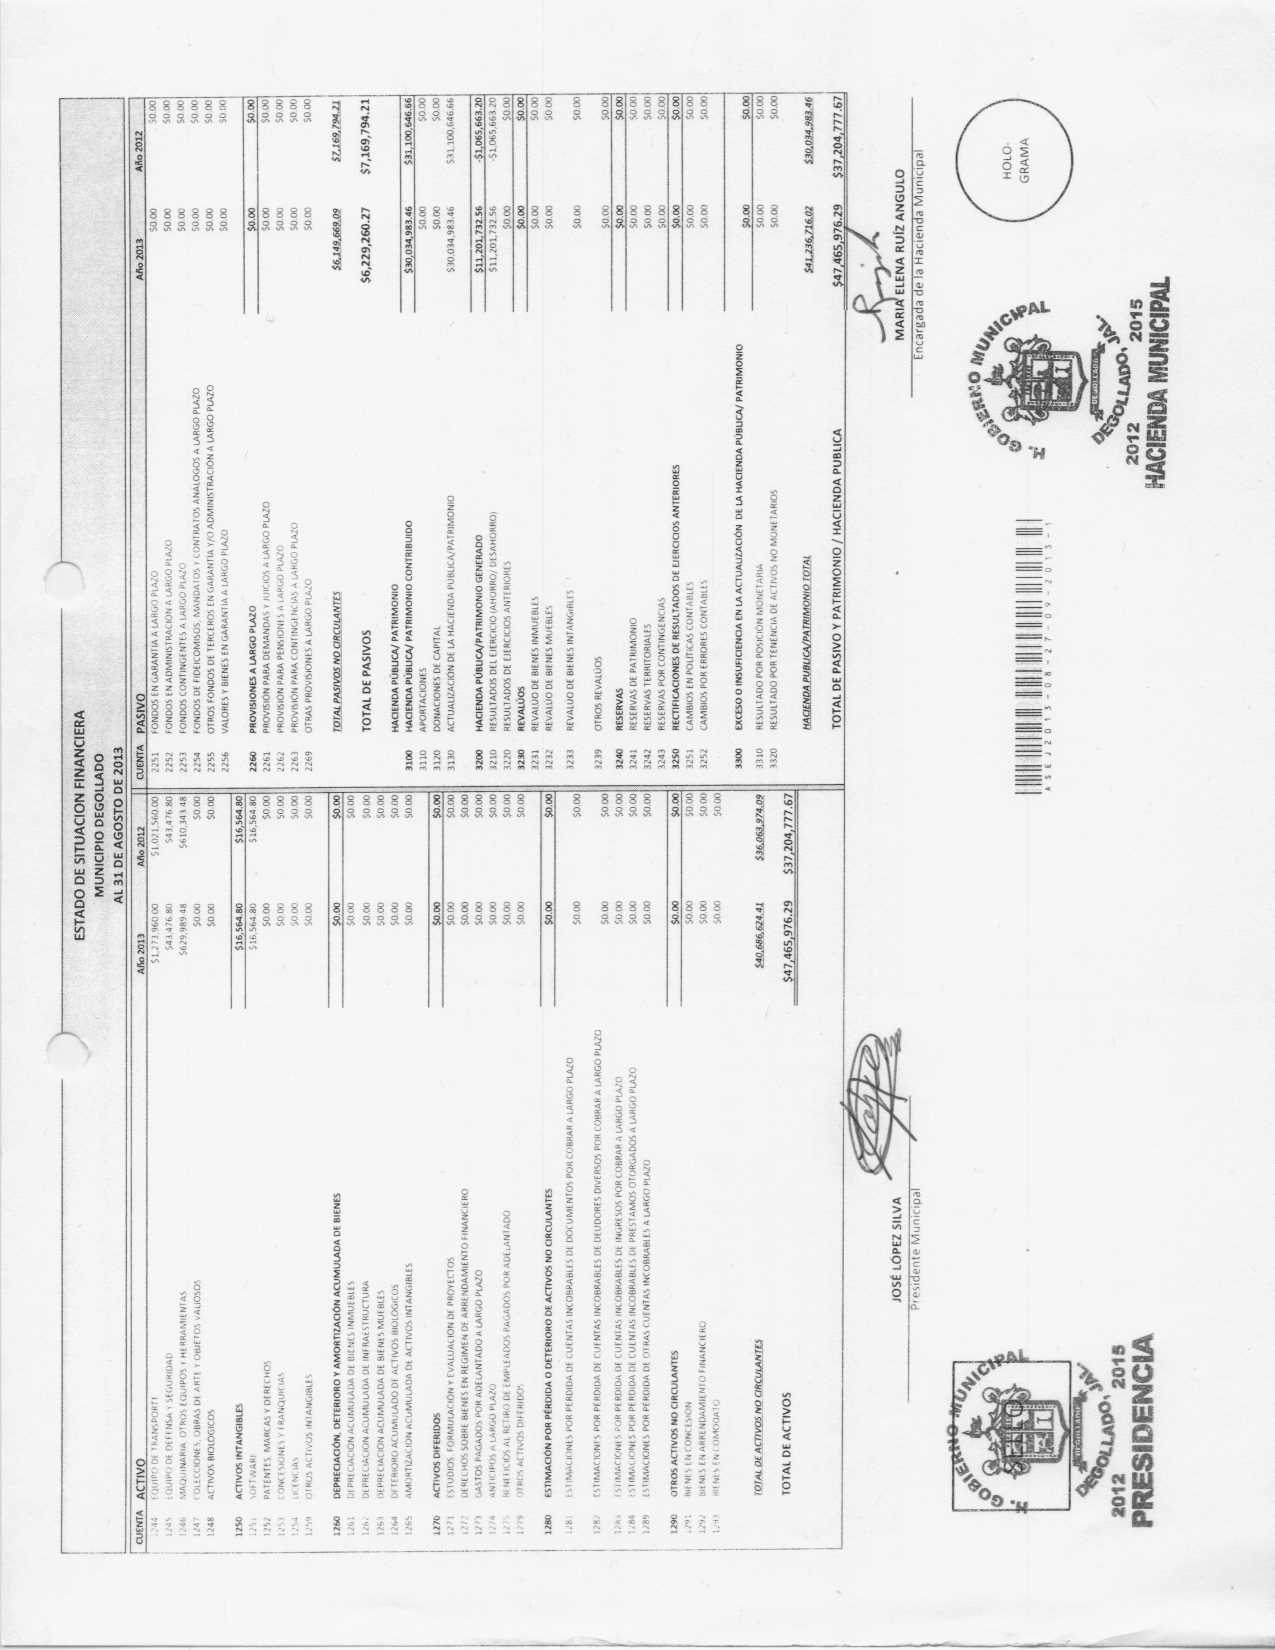 ESTADO DE SITUACION FINANCIERA
MUNICIPIO DEGOLLADO
AL 31 DE AGOSTO DE 2013
CUENTA ACTIVO Año 2013 Año 2012
1244 EQUIPO DE TRANSPORTE $1,273,960.00 $1,021,560.00
1245 EQUIPO DE DEFENSA Y SEGURIDAD $43,476.80 $43,476.80
1246 MAQUINARIA, OTROS EQUIPOS Y HERRAMIENTAS $629,989.48 $610,343.48
1247 COLECCIONES, OBRAS DE ARTE Y OBJETOS VALIOSOS $0.00 $0.00
1248 ACTIVOS BIOLÓGICOS $0.00 $0.00
1250 ACTIVOS INTANGIBLES $16,564.80 $16,564.80
1251 SOFTWARE $16,564.80 $16,564.80
1252 PATENTES, MARCAS Y DERECHOS $0.00 $0.00
1253 CONCESIONES Y FRANQUICIAS $0.00 $0.00
1254 LICENCIAS $0.00 $0.00
1259 OTROS ACTIVOS INTANGIBLES $0.00 $0.00
1260 DEPRECIACIÓN, DETERIORO Y AMORTIZACIÓN ACUMULADA DE BIENES $0.00 $0.00
1261 DEPRECIACIÓN ACUMULADA DE BIENES INMUEBLES $0.00 $0.00
1262 DEPRECIACIÓN ACUMULADA DE INFRAESTRUCTURA $0.00 $0.00
1263 DEPRECIACIÓN ACUMULADA DE BIENES MUEBLES $0.00 $0.00
1264 DETERIORO ACUMULADO DE ACTIVOS BIOLÓGICOS $0.00 $0.00
1265 AMORTIZACIÓN ACUMULADA DE ACTIVOS INTANGIBLES $0.00 $0.00
1270 ACTIVOS DIFERIDOS $0.00 $0.00
1271 ESTUDIOS, FORMULACIÓN Y EVALUACIÓN DE PROYECTOS $0.00 $0.00
1272 DERECHOS SOBRE BIENES EN REGIMEN DE ARRENDAMIENTO FINANCIERO $0.00 $0.00
1273 GASTOS PAGADOS POR ADELANTADO A LARGO PLAZO $0.00 $0.00
1274 ANTICIPOS A LARGO PLAZO $0.00 $0.00
1275 BENEFICIOS AL RETIRO DE EMPLEADOS PAGADOS POR ADELANTADO $0.00 $0.00
1279 OTROS ACTIVOS DIFERIDOS $0.00 $0.00
1280 ESTIMACIÓN POR PÉRDIDA O DETERIORO DE ACTIVOS NO CIRCULANTES $0.00 $0.00
1281 ESTIMACIONES POR PERDIDA DE CUENTAS INCOBRABLES DE DOCUMENTOS POR COBRAR A LARGO PLAZO $0.00 $0.00
1282 ESTIMACIONES POR PERDIDA DE CUENTAS INCOBRABLES DE DEUDORES DIVERSOS POR COBRAR A LARGO PLAZO $0.00 $0.00
1283 ESTIMACIONES POR PERDIDA DE CUENTAS INCOBRABLES DE INGRESOS POR COBRAR A LARGO PLAZO $0.00 $0.00
1284 ESTIMACIONES POR PERDIDA DE CUENTAS INCOBRABLES DE PRESTAMOS OTORGADOS A LARGO PLAZO $0.00 $0.00
1289 ESTIMACIONES POR PERDIDA DE OTRAS CUENTAS INCOBRABLES A LARGO PLAZO $0.00 $0.00
1290 OTROS ACTIVOS NO CIRCULANTES $0.00 $0.00
1291 BIENES EN CONCESIÓN $0.00 $0.00
1292 BIENES EN ARRENDAMIENTO FINANCIERO $0.00 $0.00
1293 BIENES EN COMODATO $0.00 $0.00
TOTAL DE ACTIVOS NO CIRCULANTES $40,686,624.41 $36,063,974.09
TOTAL DE ACTIVOS $47,465,976.29 $37,204,777.67
CUENTA PASIVO Año 2013 Año 2012
2251 FONDOS EN GARANTÍA A LARGO PLAZO $0.00 $0.00
2252 FONDOS EN ADMINISTRACIÓN A LARGO PLAZO $0.00 $0.00
2253 FONDOS CONTINGENTES A LARGO PLAZO $0.00 $0.00
2254 FONDOS DE FIDEICOMISOS, MANDATOS Y CONTRATOS ANALOGOS A LARGO PLAZO $0.00 $0.00
2255 OTROS FONDOS DE TERCEROS EN GARANTÍA Y/O ADMINISTRACIÓN A LARGO PLAZO $0.00 $0.00
2256 VALORES Y BIENES EN GARANTÍA A LARGO PLAZO $0.00 $0.00
2260 PROVISIONES A LARGO PLAZO $0.00 $0.00
2261 PROVISIÓN PARA DEMANDAS Y JUICIOS A LARGO PLAZO $0.00 $0.00
2262 PROVISIÓN PARA PENSIONES A LARGO PLAZO $0.00 $0.00
2263 PROVISIÓN PARA CONTINGENCIAS A LARGO PLAZO $0.00 $0.00
2269 OTRAS PROVISIONES A LARGO PLAZO $0.00 $0.00
TOTAL PASIVOS NO CIRCULANTES $6,149,669.09 $7,169,794.21
TOTAL DE PASIVOS $6,229,260.27 $7,169,794.21
HACIENDA PÚBLICA/ PATRIMONIO
3100 HACIENDA PÚBLICA/ PATRIMONIO CONTRIBUIDO $30,034,983.46 $31,100,646.66
3110 APORTACIONES $0.00 $0.00
3120 DONACIONES DE CAPITAL $0.00 $0.00
3130 ACTUALIZACIÓN DE LA HACIENDA PÚBLICA/PATRIMONIO $30,034,983.46 $31,100,646.66
3200 HACIENDA PÚBLICA/PATRIMONIO GENERADO $11,201,732.56 -$1,065,663.20
3210 RESULTADOS DEL EJERCICIO (AHORRO/ DESAHORRO) $11,201,732.56 -$1,065,663.20
3220 RESULTADOS DE EJERCICIOS ANTERIORES $0.00 $0.00
3230 REVALÚOS $0.00 $0.00
3231 REVALÚO DE BIENES INMUEBLES $0.00 $0.00
3232 REVALÚO DE BIENES MUEBLES $0.00 $0.00
3233 REVALÚO DE BIENES INTANGIBLES $0.00 $0.00
3239 OTROS REVALÚOS $0.00 $0.00
3240 RESERVAS $0.00 $0.00
3241 RESERVAS DE PATRIMONIO $0.00 $0.00
3242 RESERVAS TERRITORIALES $0.00 $0.00
3243 RESERVAS POR CONTINGENCIAS $0.00 $0.00
3250 RECTIFICACIONES DE RESULTADOS DE EJERCICIOS ANTERIORES $0.00 $0.00
3251 CAMBIOS EN POLÍTICAS CONTABLES $0.00 $0.00
3252 CAMBIOS POR ERRORES CONTABLES $0.00 $0.00
3300 EXCESO O INSUFICIENCIA EN LA ACTUALIZACIÓN DE LA HACIENDA PÚBLICA/ PATRIMONIO $0.00 $0.00
3310 RESULTADO POR POSICIÓN MONETARIA $0.00 $0.00
3320 RESULTADO POR TENENCIA DE ACTIVOS NO MONETARIOS $0.00 $0.00
HACIENDA PUBLICA/PATRIMONIO TOTAL $41,236,716.02 $30,034,983.46
TOTAL DE PASIVO Y PATRIMONIO / HACIENDA PUBLICA $47,465,976.29 $37,204,777.67
JOSÉ LÓPEZ SILVA
Presidente Municipal
MARIA ELENA RUÍZ ANGULO
Encargada de la Hacienda Municipal
H. GOBIERNO MUNICIPAL
SELLO
DEGOLLADO, JAL.
2012 2015
PRESIDENCIA
ASEJ2013-08-27-09-2013-1
H. GOBIERNO MUNICIPAL
DEGOLLADO
DEGOLLADO, JAL.
2012 2015
HACIENDA MUNICIPAL
HOLO-
GRAMA